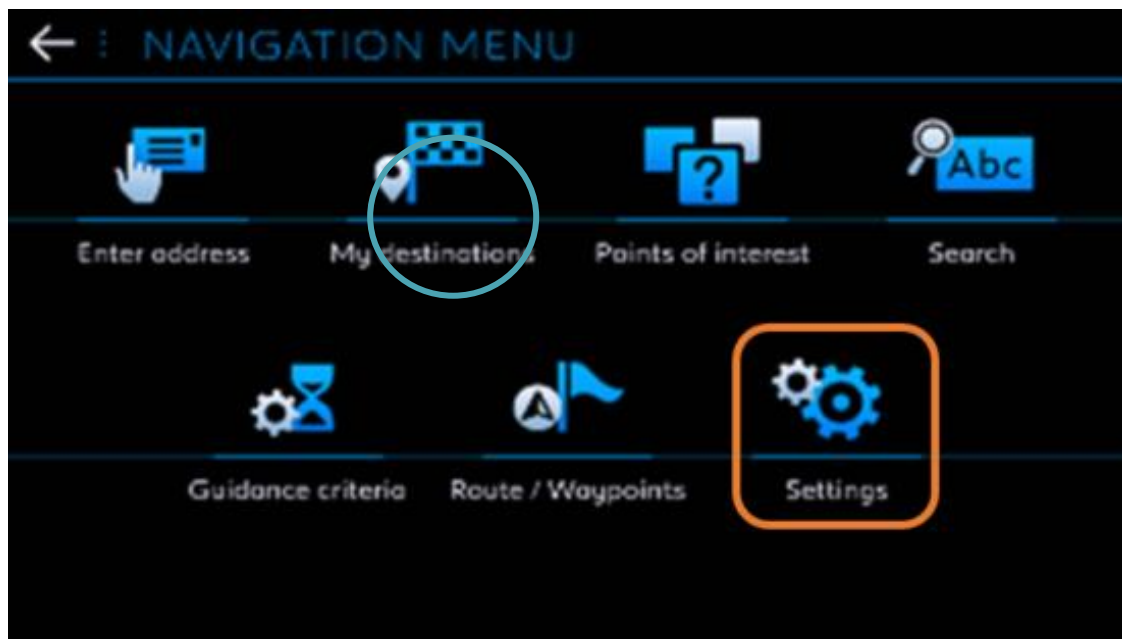 NAVIGATION MENU
Abc
?
Enter address My destinations Points of interest Search
Guidance criteria Route / Waypoints Settings